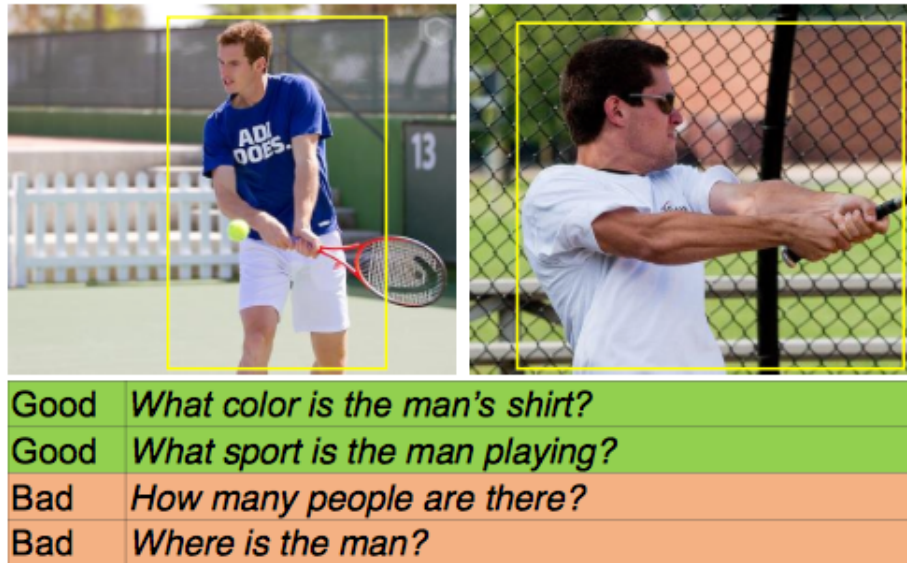 ADI
DOES.
13
Good What color is the man's shirt?
Good What sport is the man playing?
Bad How many people are there?
Bad Where is the man?